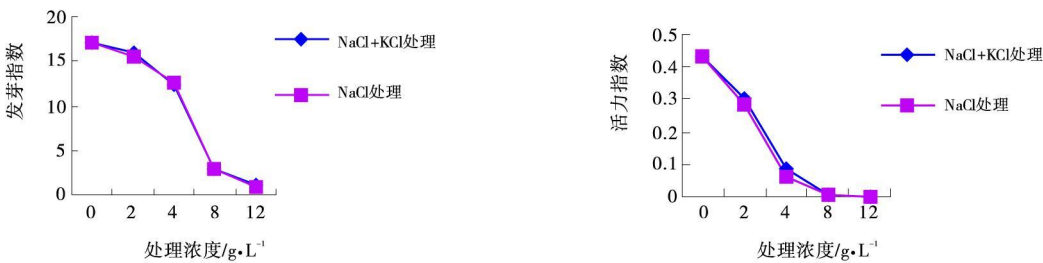 20
15
10
5
0
发芽指数
0 2 4 8 12
处理浓度/g•L⁻¹
NaCl+KCl处理
NaCl处理
0.5
0.4
0.3
0.2
0.1
0
活力指数
0 2 4 8 12
处理浓度/g•L⁻¹
NaCl+KCl处理
NaCl处理